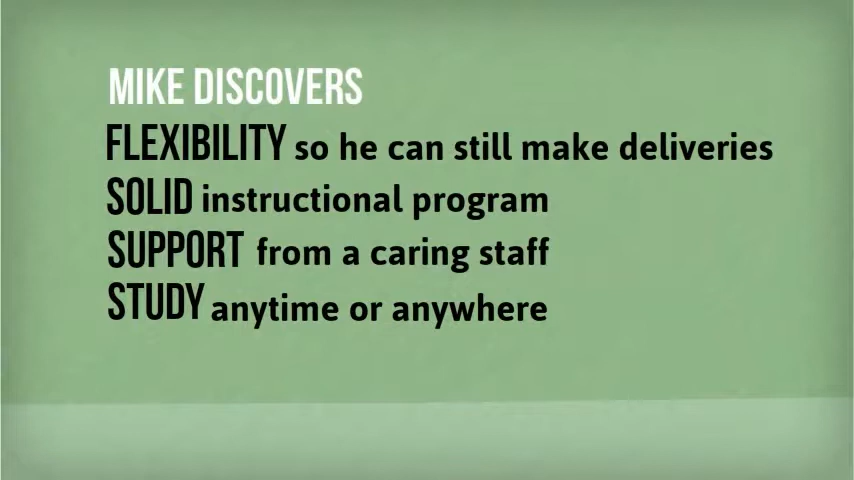 MIKE DISCOVERS
FLEXIBILITY so he can still make deliveries
SOLID instructional program
SUPPORT from a caring staff
STUDY anytime or anywhere